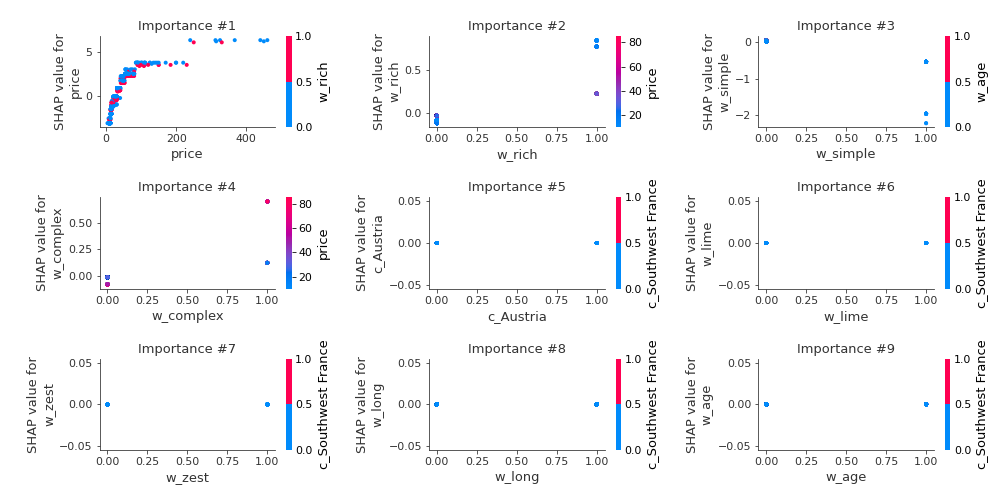 Importance #1
SHAP value for
price
5
0
0
200
400
price
1.0
0.5
0.0
w_rich
Importance #2
SHAP value for
w_rich
0.5
0.0
0.00
0.25
0.50
0.75
1.00
w_rich
80
60
40
20
price
Importance #3
SHAP value for
w_simple
0
−1
−2
0.00
0.25
0.50
0.75
1.00
w_simple
1.0
0.5
0.0
w_age
Importance #4
SHAP value for
w_complex
0.50
0.25
0.00
0.00
0.25
0.50
0.75
1.00
w_complex
80
60
40
20
price
Importance #5
SHAP value for
c_Austria
0.05
0.00
−0.05
0.00
0.25
0.50
0.75
1.00
c_Austria
1.0
0.5
0.0
c_Southwest France
Importance #6
SHAP value for
w_lime
0.05
0.00
−0.05
0.00
0.25
0.50
0.75
1.00
w_lime
1.0
0.5
0.0
c_Southwest France
Importance #7
SHAP value for
w_zest
0.05
0.00
−0.05
0.00
0.25
0.50
0.75
1.00
w_zest
1.0
0.5
0.0
c_Southwest France
Importance #8
SHAP value for
w_long
0.05
0.00
−0.05
0.00
0.25
0.50
0.75
1.00
w_long
1.0
0.5
0.0
c_Southwest France
Importance #9
SHAP value for
w_age
0.05
0.00
−0.05
0.00
0.25
0.50
0.75
1.00
w_age
1.0
0.5
0.0
c_Southwest France